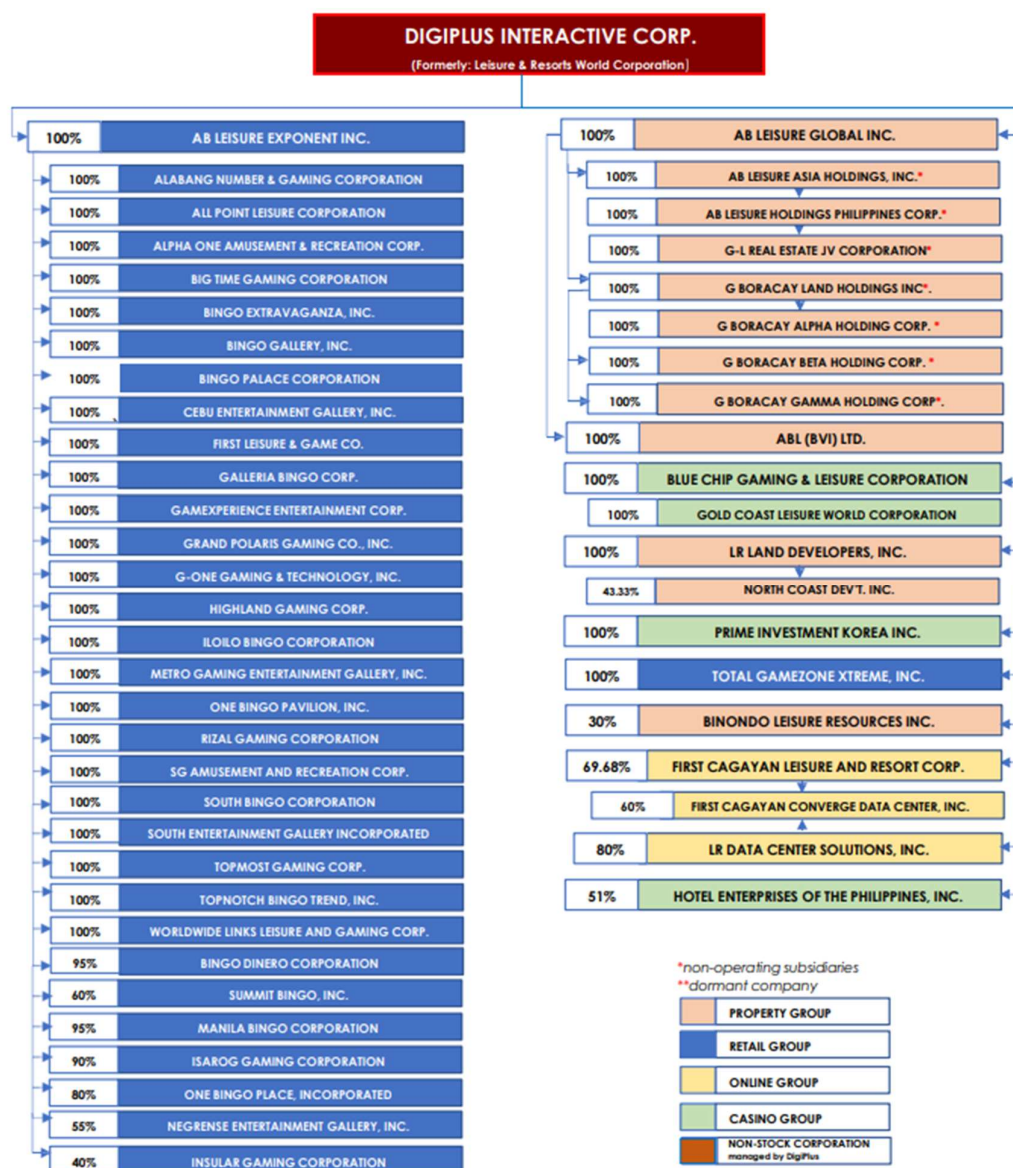 DIGIPLUS INTERACTIVE CORP.
(Formerly: Leisure & Resorts World Corporation)
100% AB LEISURE EXPONENT INC.
100% ALABANG NUMBER & GAMING CORPORATION
100% ALL POINT LEISURE CORPORATION
100% ALPHA ONE AMUSEMENT & RECREATION CORP.
100% BIG TIME GAMING CORPORATION
100% BINGO EXTRAVAGANZA, INC.
100% BINGO GALLERY, INC.
100% BINGO PALACE CORPORATION
100% CEBU ENTERTAINMENT GALLERY, INC.
100% FIRST LEISURE & GAME CO.
100% GALLERIA BINGO CORP.
100% GAMEXPERIENCE ENTERTAINMENT CORP.
100% GRAND POLARIS GAMING CO., INC.
100% G-ONE GAMING & TECHNOLOGY, INC.
100% HIGHLAND GAMING CORP.
100% ILOILO BINGO CORPORATION
100% METRO GAMING ENTERTAINMENT GALLERY, INC.
100% ONE BINGO PAVILION, INC.
100% RIZAL GAMING CORPORATION
100% SG AMUSEMENT AND RECREATION CORP.
100% SOUTH BINGO CORPORATION
100% SOUTH ENTERTAINMENT GALLERY INCORPORATED
100% TOPMOST GAMING CORP.
100% TOPNOTCH BINGO TREND, INC.
100% WORLDWIDE LINKS LEISURE AND GAMING CORP.
95% BINGO DINERO CORPORATION
60% SUMMIT BINGO, INC.
95% MANILA BINGO CORPORATION
90% ISAROG GAMING CORPORATION
80% ONE BINGO PLACE, INCORPORATED
55% NEGRENSE ENTERTAINMENT GALLERY, INC.
40% INSULAR GAMING CORPORATION
100% AB LEISURE GLOBAL INC.
100% AB LEISURE ASIA HOLDINGS, INC.*
100% AB LEISURE HOLDINGS PHILIPPINES CORP.*
100% G-L REAL ESTATE JV CORPORATION*
100% G BORACAY LAND HOLDINGS INC*.
100% G BORACAY ALPHA HOLDING CORP. *
100% G BORACAY BETA HOLDING CORP. *
100% G BORACAY GAMMA HOLDING CORP*.
100% ABL (BVI) LTD.
100% BLUE CHIP GAMING & LEISURE CORPORATION
100% GOLD COAST LEISURE WORLD CORPORATION
100% LR LAND DEVELOPERS, INC.
43.33% NORTH COAST DEV'T. INC.
100% PRIME INVESTMENT KOREA INC.
100% TOTAL GAMEZONE XTREME, INC.
30% BINONDO LEISURE RESOURCES INC.
69.68% FIRST CAGAYAN LEISURE AND RESORT CORP.
60% FIRST CAGAYAN CONVERGE DATA CENTER, INC.
80% LR DATA CENTER SOLUTIONS, INC.
51% HOTEL ENTERPRISES OF THE PHILIPPINES, INC.
*non-operating subsidiaries
**dormant company
PROPERTY GROUP
RETAIL GROUP
ONLINE GROUP
CASINO GROUP
NON-STOCK CORPORATION
managed by DigiPlus